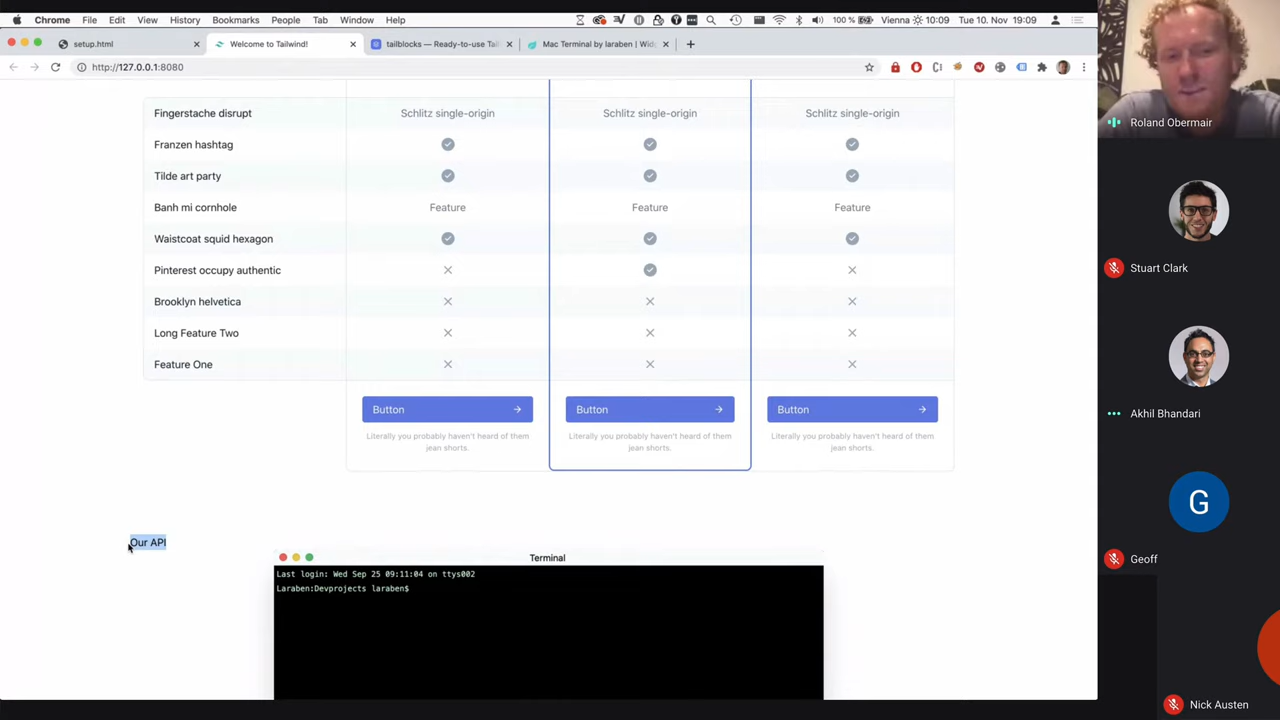 Chrome File Edit View History Bookmarks People Tab Window Help
100 % Vienna 10:09 Tue 10. Nov 19:09
setup.html
Welcome to Tailwind!
tailblocks — Ready-to-use Tail
Mac Terminal by laraben | Wid
http://127.0.0.1:8080
Fingerstache disrupt Schlitz single-origin Schlitz single-origin Schlitz single-origin
Franzen hashtag
Tilde art party
Banh mi cornhole Feature Feature Feature
Waistcoat squid hexagon
Pinterest occupy authentic
Brooklyn helvetica
Long Feature Two
Feature One
Button Button Button
Literally you probably haven't heard of them Literally you probably haven't heard of them Literally you probably haven't heard of them
jean shorts. jean shorts. jean shorts.
Our API
Terminal
Last login: Wed Sep 25 09:11:04 on ttys002
Laraben:Devprojects laraben$
Roland Obermair
Stuart Clark
Akhil Bhandari
G
Geoff
Nick Austen